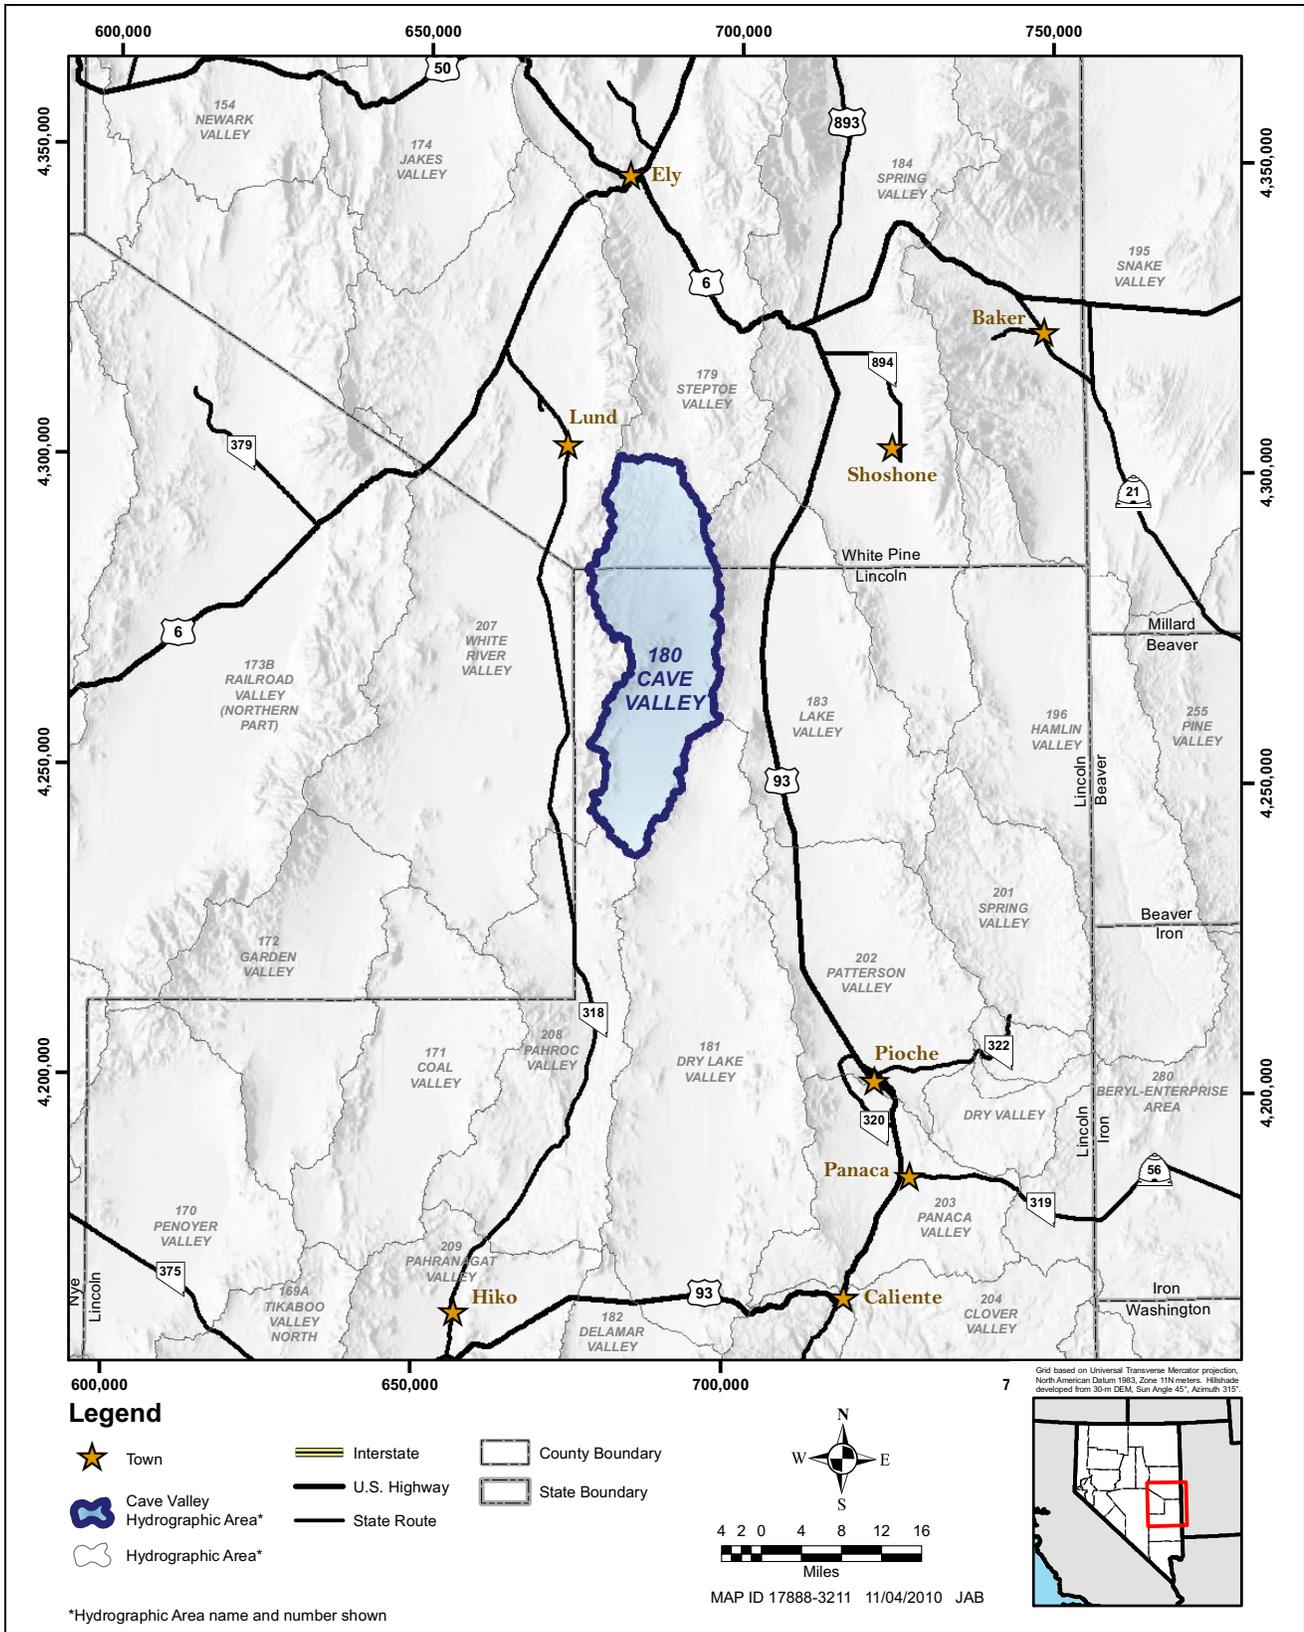 600,000
650,000
700,000
750,000
50
154
NEWARK
VALLEY
174
JAKES
VALLEY
893
184
SPRING
VALLEY
4,350,000
4,350,000
Ely
195
SNAKE
VALLEY
6
Baker
894
179
STEPTOE
VALLEY
Lund
379
4,300,000
4,300,000
Shoshone
21
White Pine
Lincoln
6
207
WHITE
RIVER
VALLEY
173B
RAILROAD
VALLEY
(NORTHERN
PART)
180
CAVE
VALLEY
Millard
Beaver
183
LAKE
VALLEY
196
HAMLIN
VALLEY
255
PINE
VALLEY
Lincoln
Beaver
93
4,250,000
4,250,000
201
SPRING
VALLEY
Beaver
Iron
172
GARDEN
VALLEY
202
PATTERSON
VALLEY
318
208
PAHROC
VALLEY
171
COAL
VALLEY
181
DRY LAKE
VALLEY
Pioche
322
4,200,000
4,200,000
280
BERYL-ENTERPRISE
AREA
DRY VALLEY
320
Lincoln
Iron
Panaca
56
319
203
PANACA
VALLEY
170
PENOYER
VALLEY
375
209
PAHRANAGAT
VALLEY
Nye
Lincoln
169A
TIKABOO
VALLEY
NORTH
Hiko
93
Caliente
182
DELAMAR
VALLEY
204
CLOVER
VALLEY
Iron
Washington
600,000
650,000
700,000
7
Grid based on Universal Transverse Mercator projection,
North American Datum 1983, Zone 11N meters. Hillshade
developed from 30-m DEM, Sun Angle 45°, Azimuth 315°.
Legend
Town
Cave Valley
Hydrographic Area*
Hydrographic Area*
Interstate
U.S. Highway
State Route
County Boundary
State Boundary
N
W
E
S
4 2 0 4 8 12 16
Miles
MAP ID 17888-3211 11/04/2010 JAB
*Hydrographic Area name and number shown